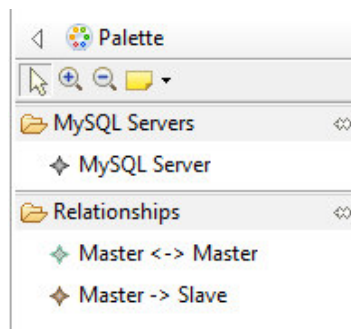 Palette
MySQL Servers
MySQL Server
Relationships
Master <-> Master
Master -> Slave